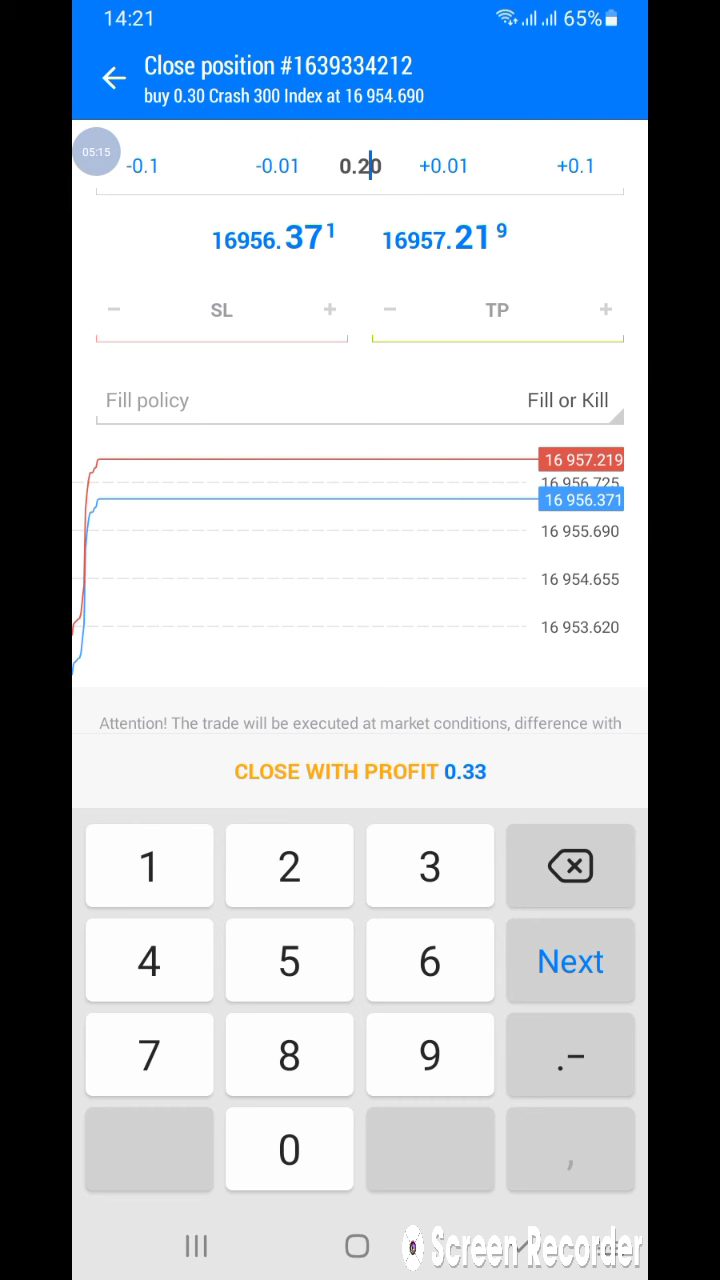 14:21
65%
Close position #1639334212
buy 0.30 Crash 300 Index at 16 954.690
05:15
-0.1 -0.01 0.20 +0.01 +0.1
16956.371 16957.219
− SL + − TP +
Fill policy Fill or Kill
16 957.219
16 956.725
16 956.371
16 955.690
16 954.655
16 953.620
Attention! The trade will be executed at market conditions, difference with
CLOSE WITH PROFIT 0.33
1 2 3
4 5 6 Next
7 8 9 .-
0 ,
Screen Recorder